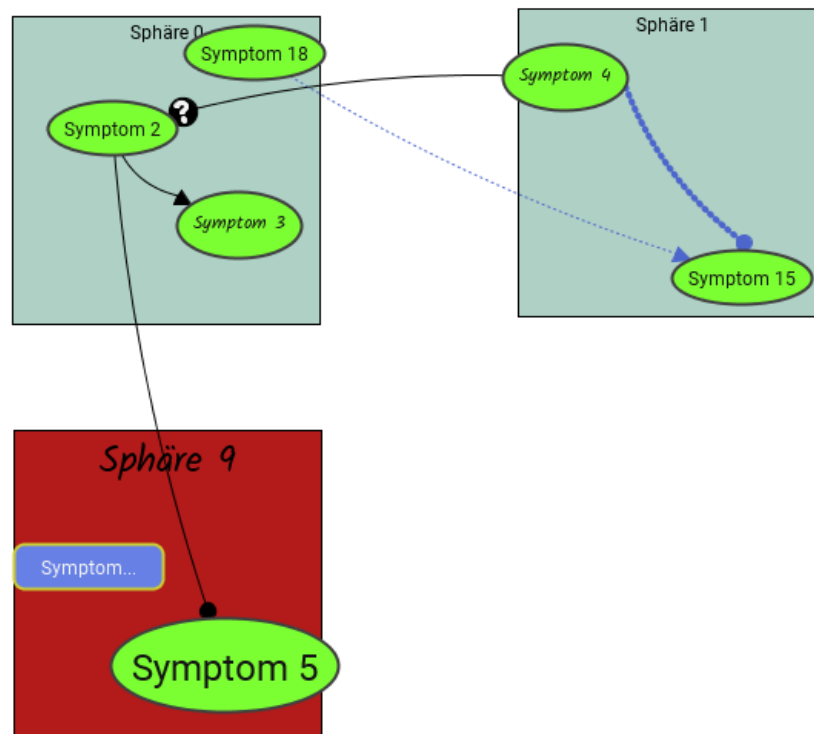 Sphäre 0
Symptom 18
Symptom 2
?
Symptom 3
Sphäre 1
Symptom 4
Symptom 15
Sphäre 9
Symptom...
Symptom 5